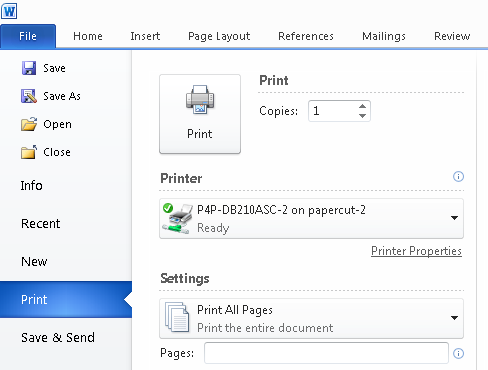 W
File Home Insert Page Layout References Mailings Review
Save
Save As
Open
Close
Info
Recent
New
Print
Save & Send
Print
Print
Copies: 1
Printer
P4P-DB210ASC-2 on papercut-2
Ready
Printer Properties
Settings
Print All Pages
Print the entire document
Pages: